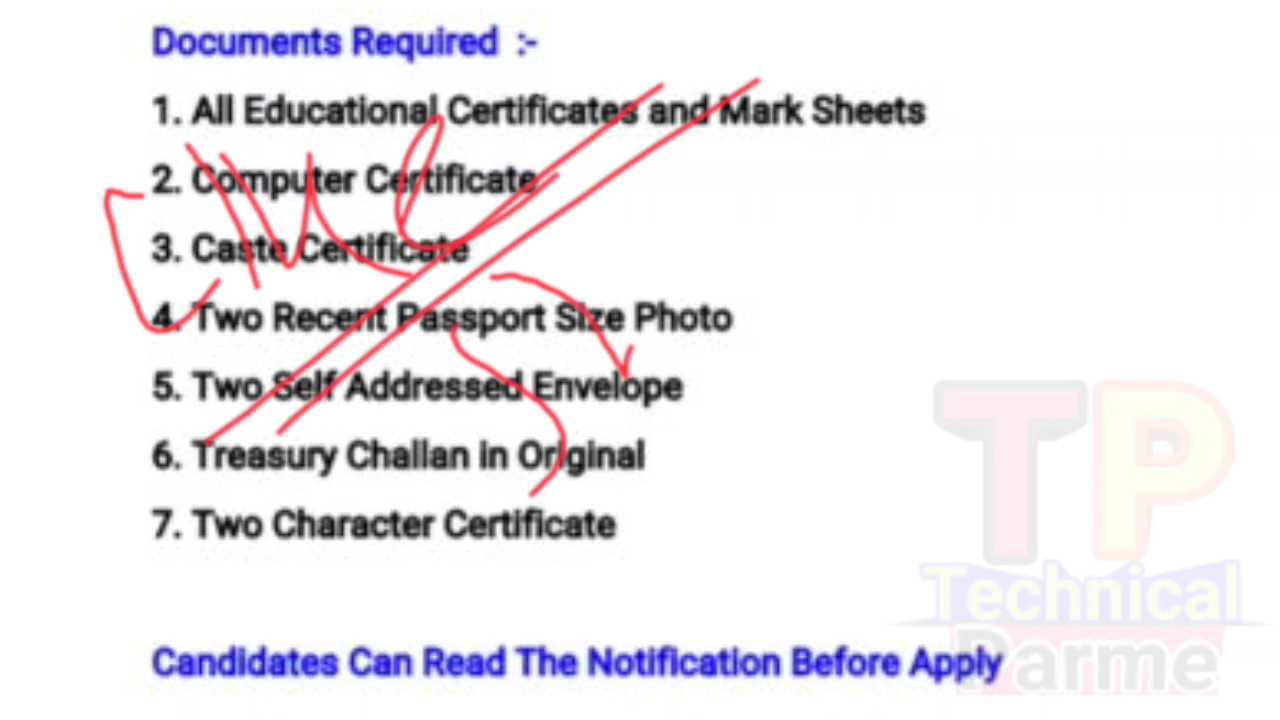 Documents Required :-
1. All Educational Certificates and Mark Sheets
2. Computer Certificate
3. Caste Certificate
4. Two Recent Passport Size Photo
5. Two Self Addressed Envelope
6. Treasury Challan in Original
7. Two Character Certificate
TP
Technical
Parme
Candidates Can Read The Notification Before Apply